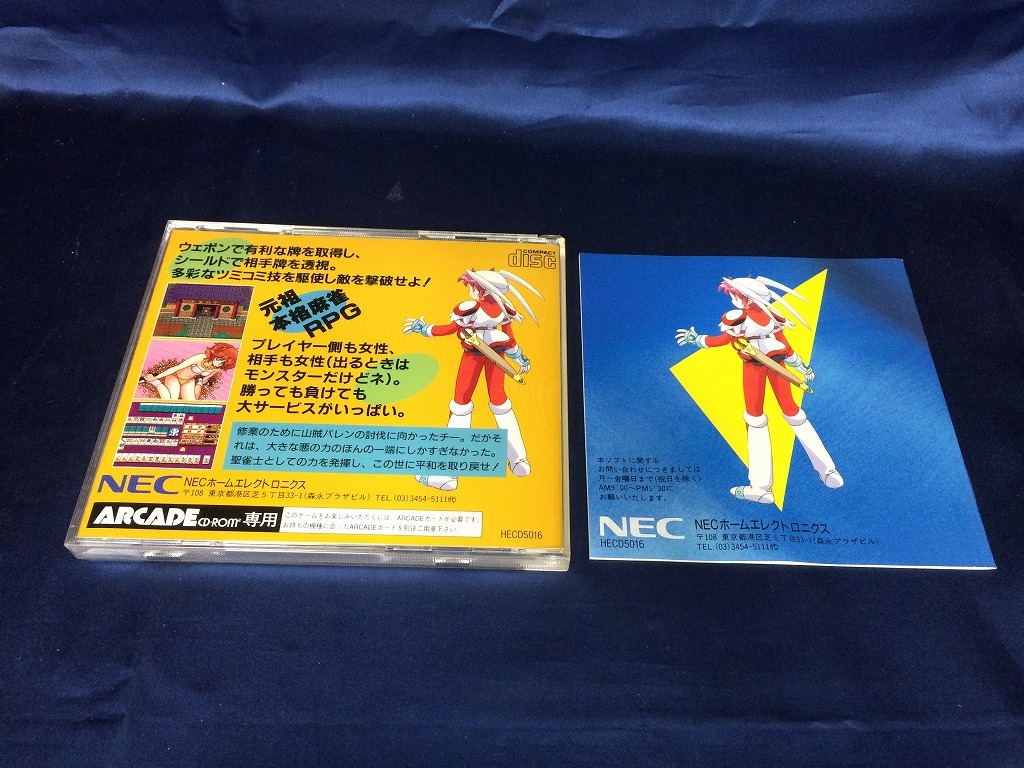 ウェポンで有利な牌を取得し、
シールドで相手牌を透視。
多彩なツミコミ技を駆使し敵を撃破せよ!
COMPACT
disc
元祖
本格麻雀
RPG
プレイヤー側も女性、
相手も女性(出るときは
モンスターだけどネ)。
勝っても負けても
大サービスがいっぱい。
修業のために山賊バレンの討伐に向かったチー。だがそ
れは、大きな悪の力のほんの一端にしかすぎなかった。
聖雀士としての力を発揮し、この世に平和を取り戻せ!
NEC NECホームエレクトロニクス
〒108 東京都港区芝5丁目33-1(森永プラザビル) TEL.(03)3454-5111㈹
ARCADE CD-ROM² 専用
このゲームをお楽しみいただくには、ARCADEカードが必要です。
お持ちの機種に合ったARCADEカードを別途ご用意下さい。
HECD5016
本ソフトに関する
お問い合わせにつきましては
月〜金曜日まで(祝日を除く)
AM9:00〜PM5:30に
お願いいたします。
NEC NECホームエレクトロニクス
〒108 東京都港区芝5丁目33-1(森永プラザビル)
HECD5016 TEL.(03)3454-5111㈹